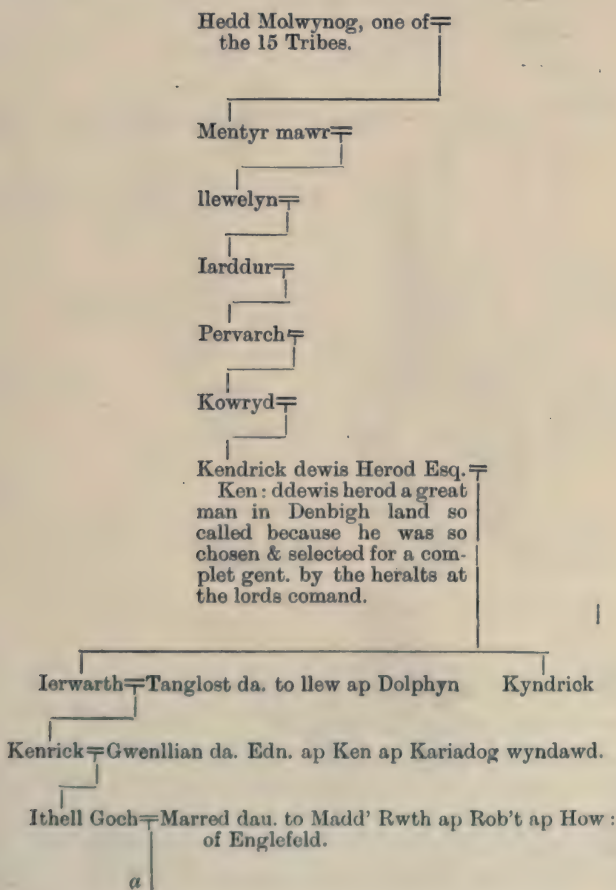 Hedd Molwynog, one of
the 15 Tribes.
Mentyr mawr
llewelyn
Iarddur
Pervarch
Kowryd
Kendrick dewis Herod Esq.
Ken: ddewis herod a great
man in Denbigh land so
called because he was so
chosen & selected for a com-
plet gent. by the heralts at
the lords comand.
Ierwarth Tanglost da. to llew ap Dolphyn Kyndrick
Kenrick Gwenllian da. Edn. ap Ken ap Kariadog wyndawd.
Ithell Goch Marred dau. to Madd' Rwth ap Rob't ap How:
of Englefeld.
a